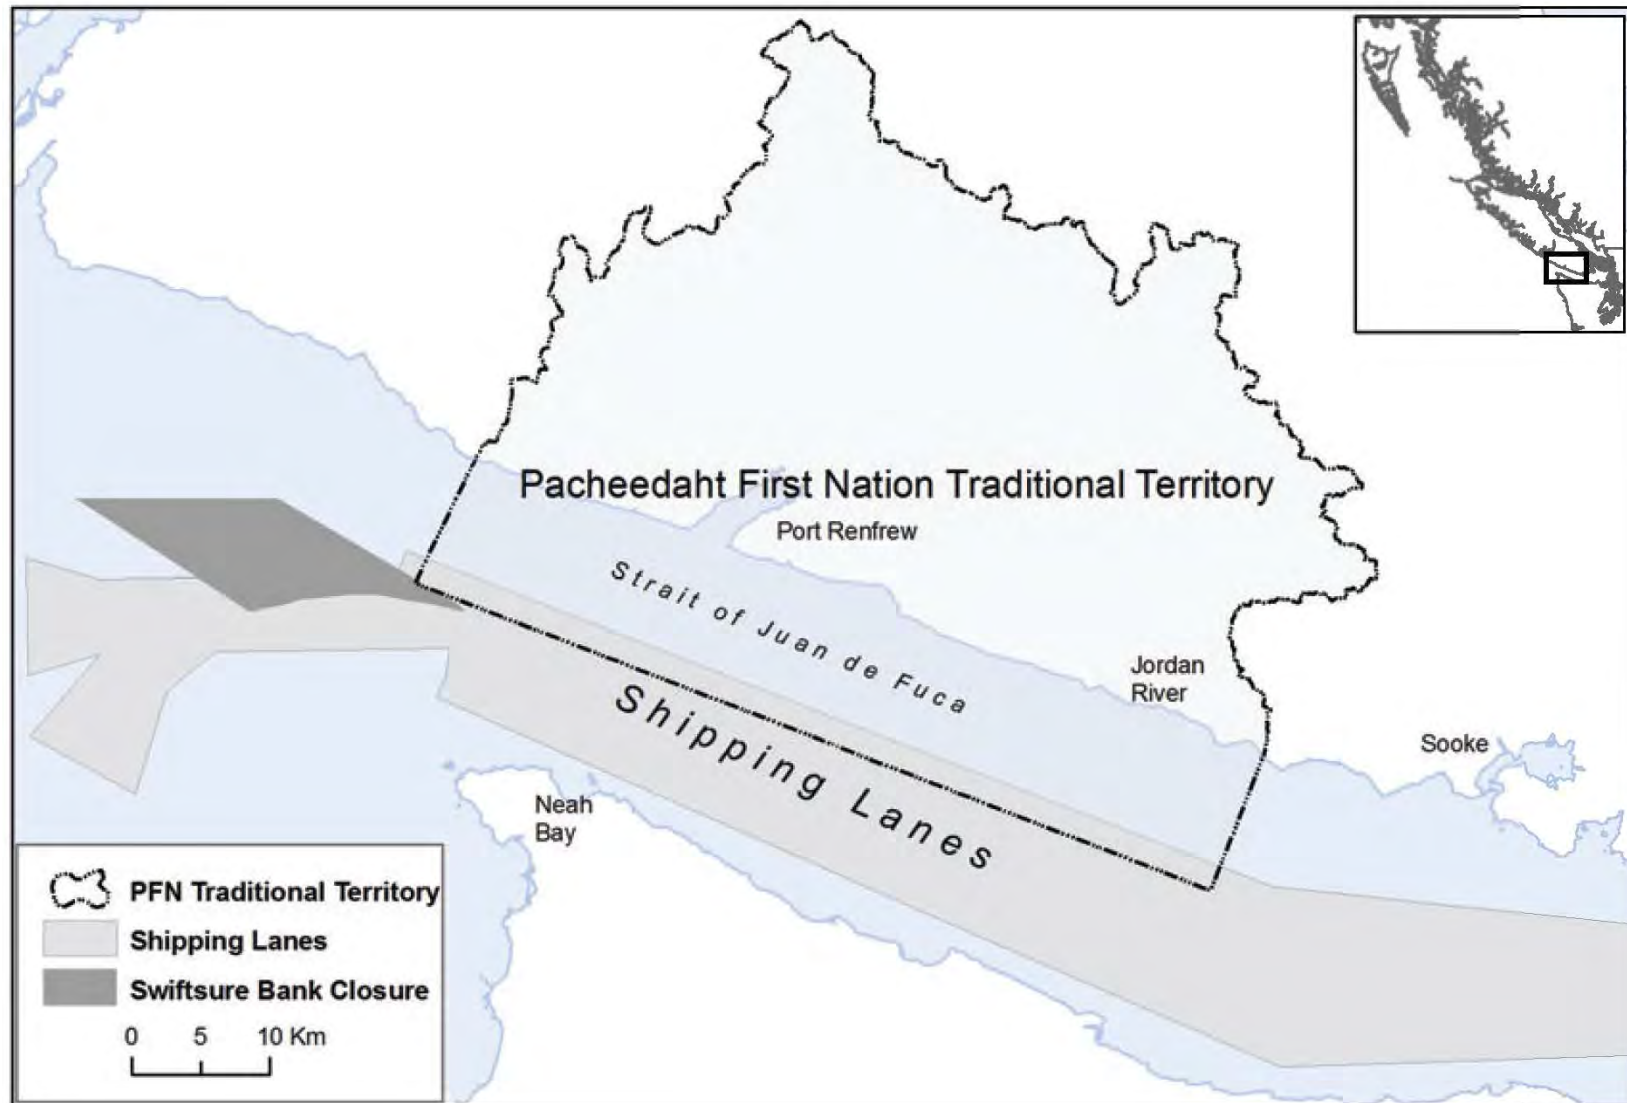 Pacheedaht First Nation Traditional Territory
Port Renfrew
Strait of Juan de Fuca
Jordan
River
Shipping Lanes
Sooke
Neah
Bay
PFN Traditional Territory
Shipping Lanes
Swiftsure Bank Closure
0 5 10 Km